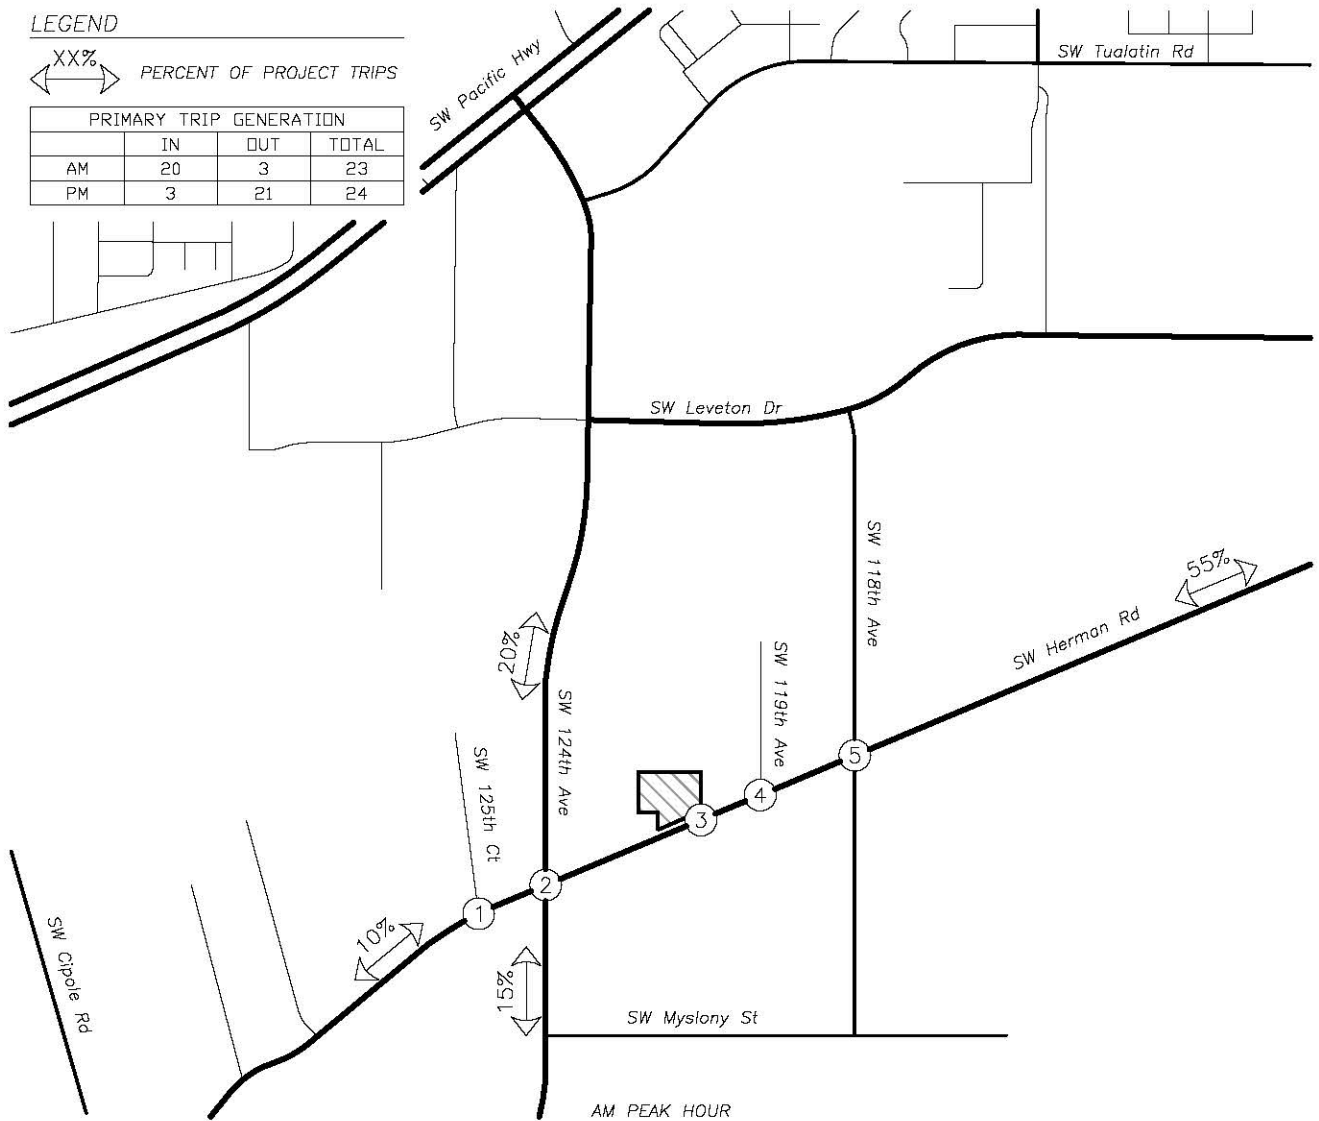 LEGEND
XX%
PERCENT OF PROJECT TRIPS
PRIMARY TRIP GENERATION
IN OUT TOTAL
AM 20 3 23
PM 3 21 24
SW Pacific Hwy
SW Tualatin Rd
SW Leveton Dr
SW 118th Ave
55%
SW Herman Rd
20%
SW 124th Ave
SW 119th Ave
SW 125th Ct
5
4
3
2
1
10%
SW Cipole Rd
15%
SW Myslony St
AM PEAK HOUR